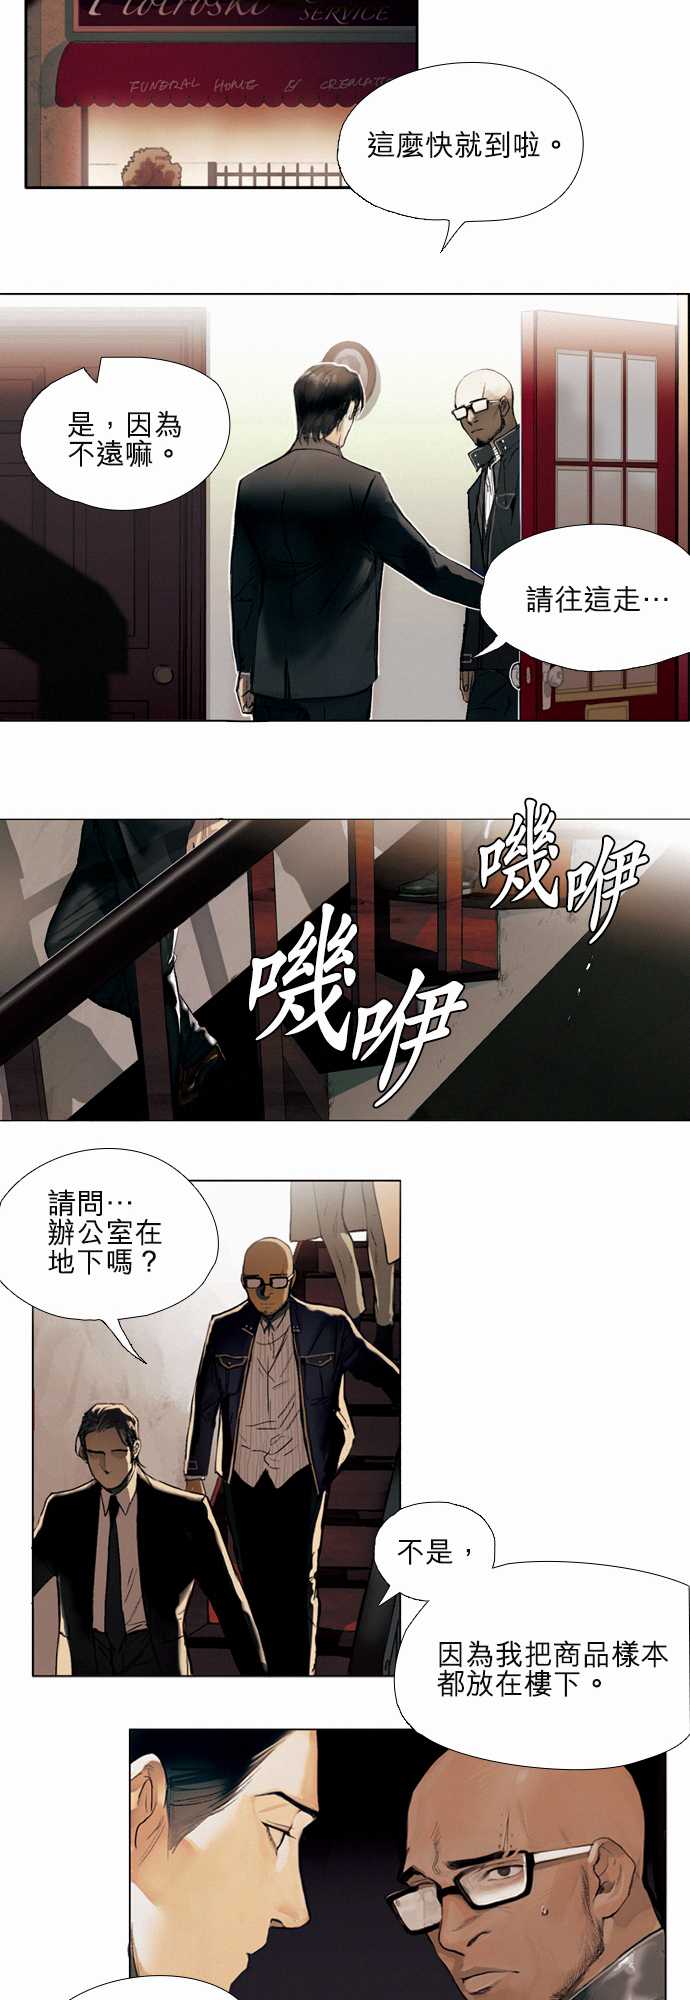 Piotroski
SERVICE
FUNERAL HOME & CREMATI
這麼快就到啦。
是，因為
不遠嘛。
請往這走…
嘰咿
嘰咿
請問…
辦公室在
地下嗎？
不是，
因為我把商品樣本
都放在樓下。